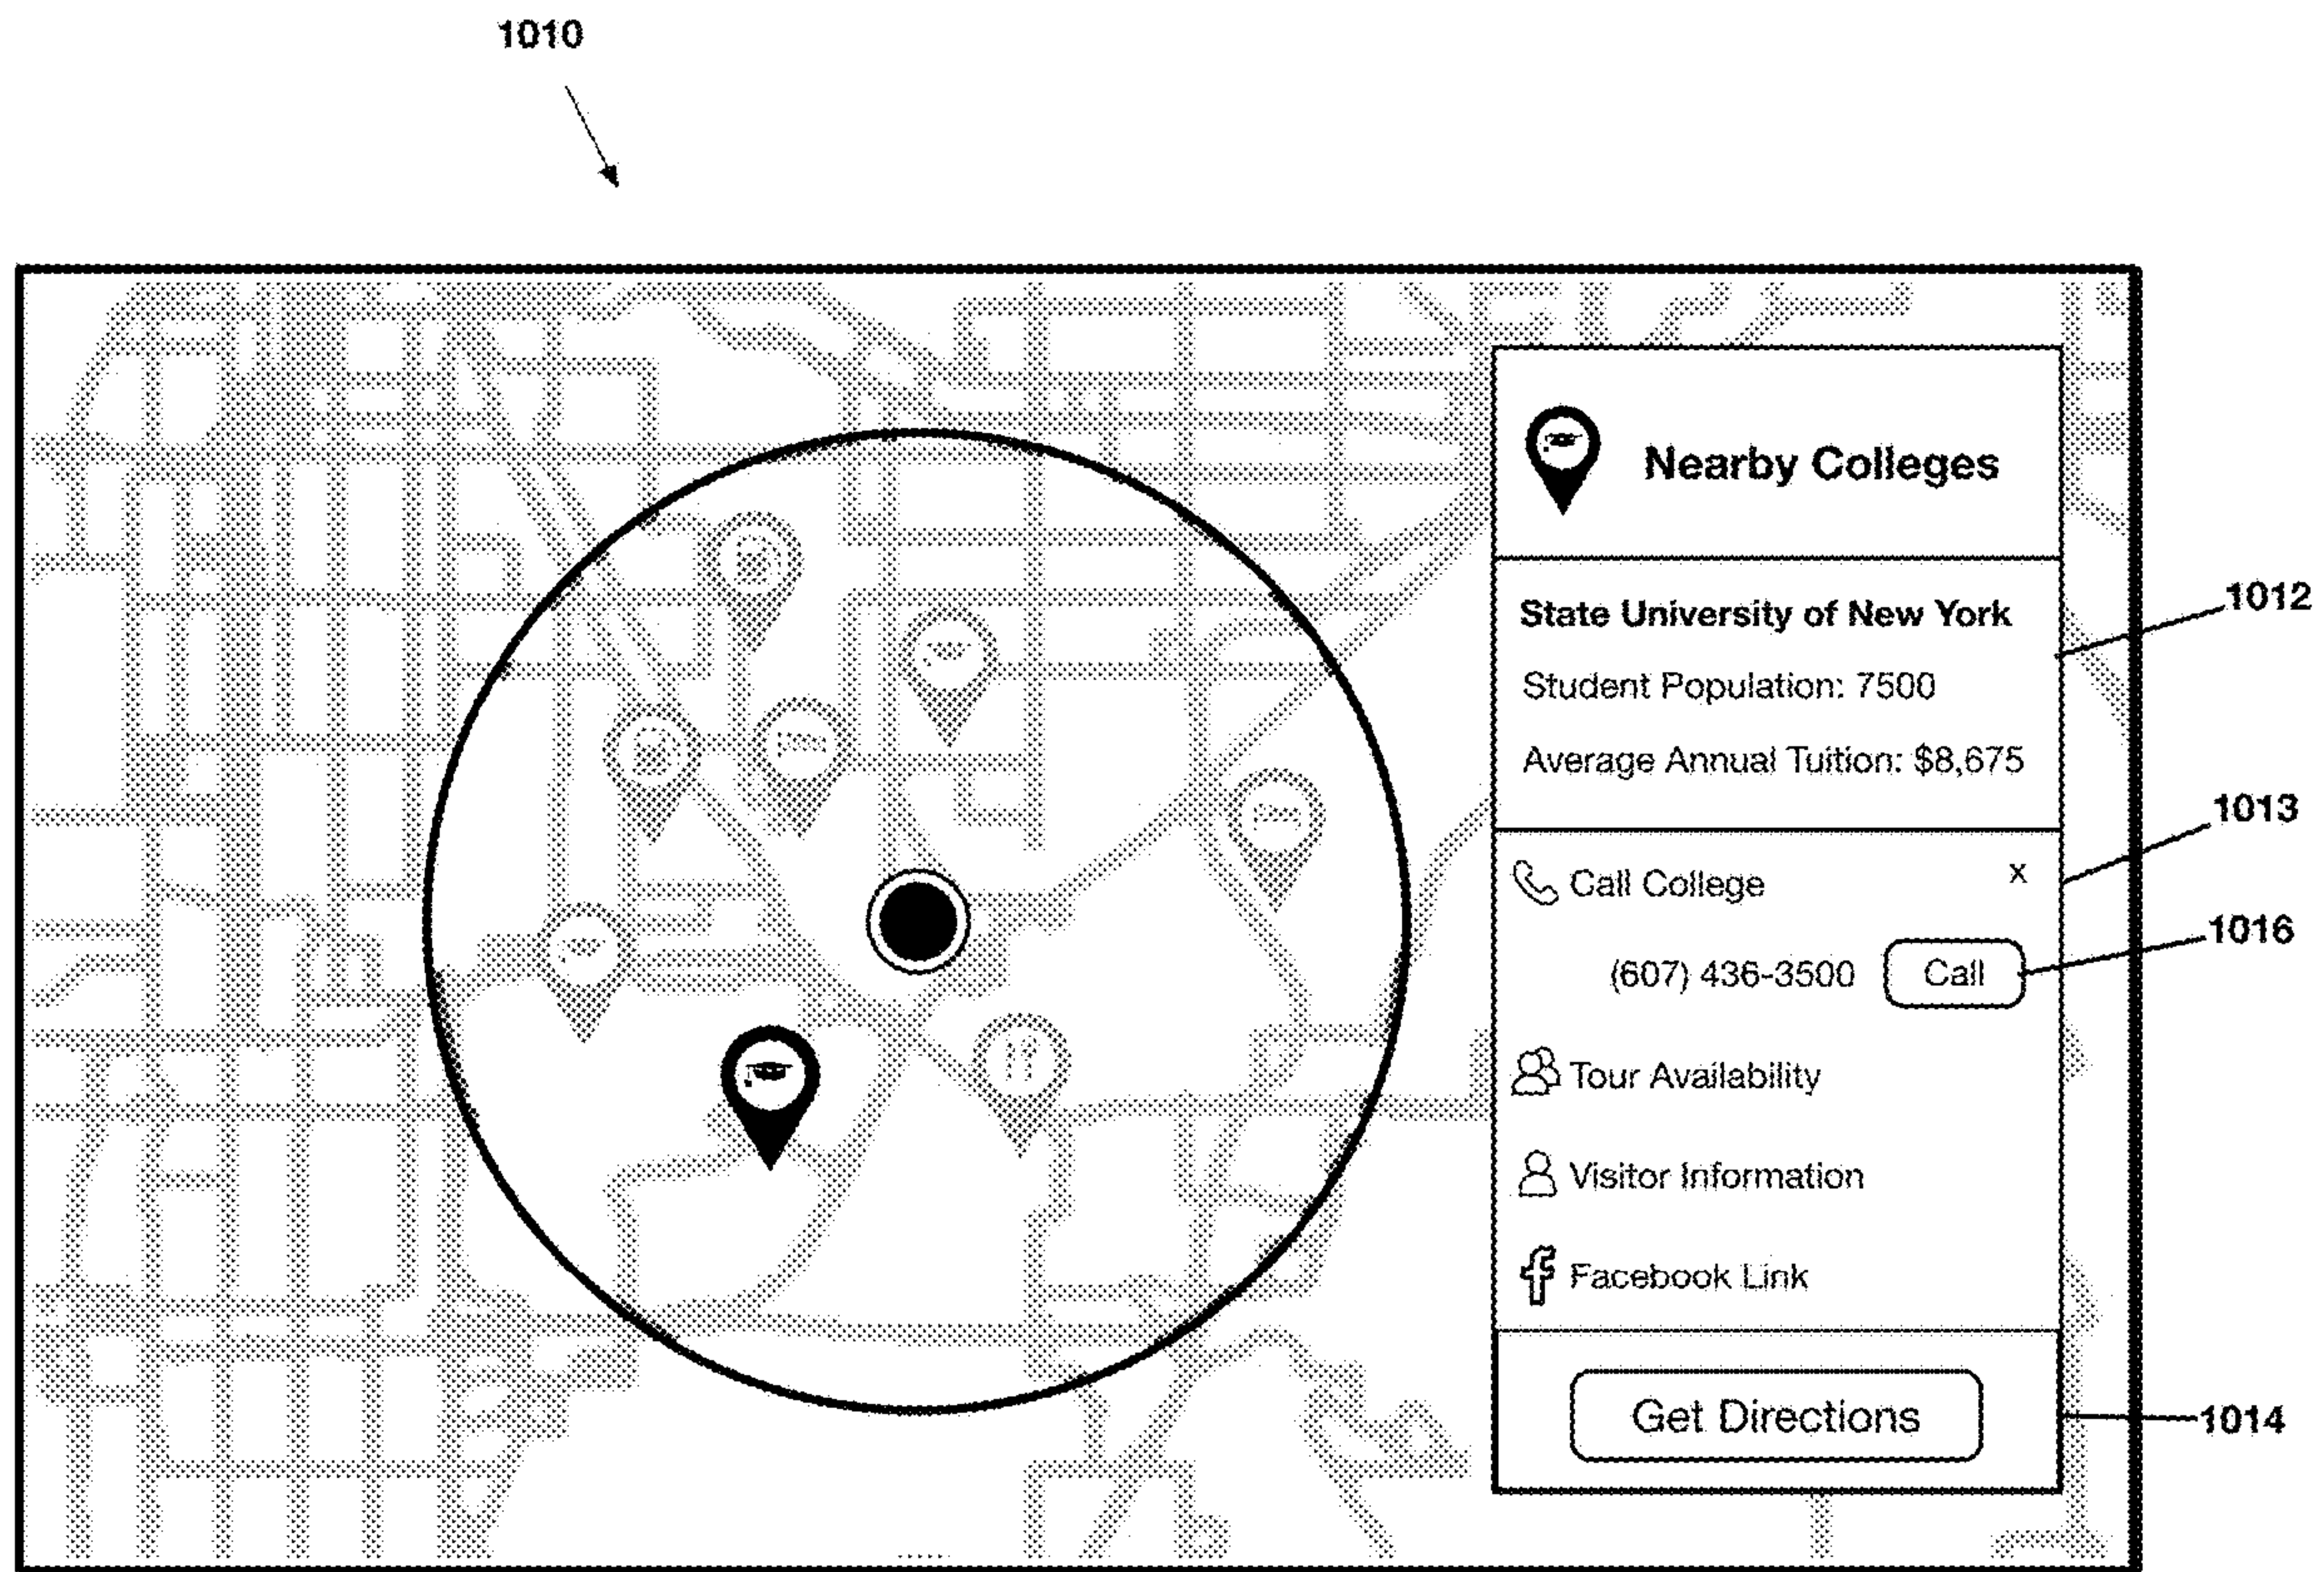 1010
Nearby Colleges
State University of New York
1012
Student Population: 7500
Average Annual Tuition: $8,675
1013
Call College x
1016
(607) 436-3500 Call
Tour Availability
Visitor Information
Facebook Link
Get Directions
1014